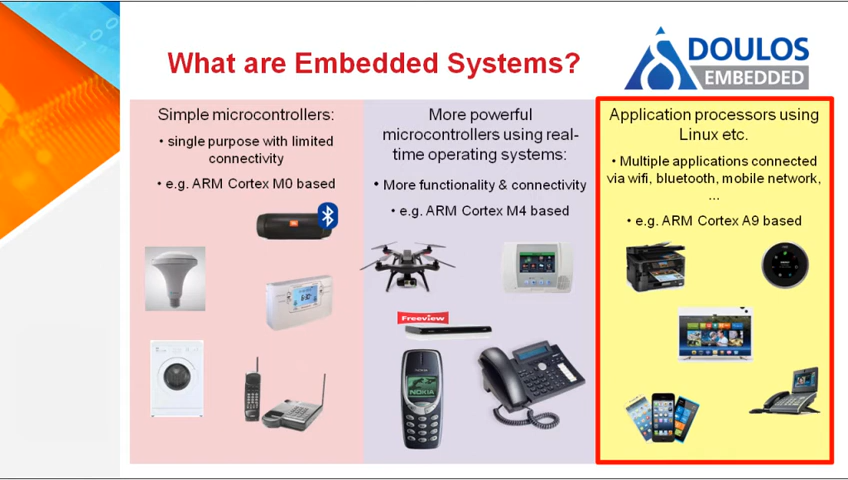 What are Embedded Systems?
DOULOS
EMBEDDED
Simple microcontrollers:
• single purpose with limited
connectivity
• e.g. ARM Cortex M0 based
More powerful
microcontrollers using real-
time operating systems:
• More functionality & connectivity
• e.g. ARM Cortex M4 based
Freeview
NOKIA
Application processors using
Linux etc.
• Multiple applications connected
via wifi, bluetooth, mobile network,
...
• e.g. ARM Cortex A9 based